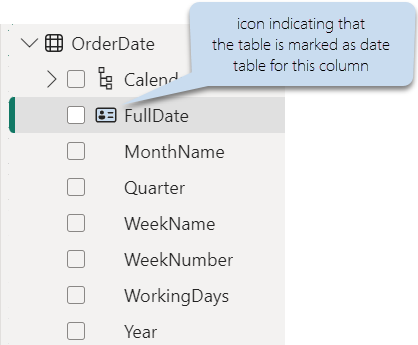 icon indicating that
the table is marked as date
table for this column
OrderDate
Calend
FullDate
MonthName
Quarter
WeekName
WeekNumber
WorkingDays
Year